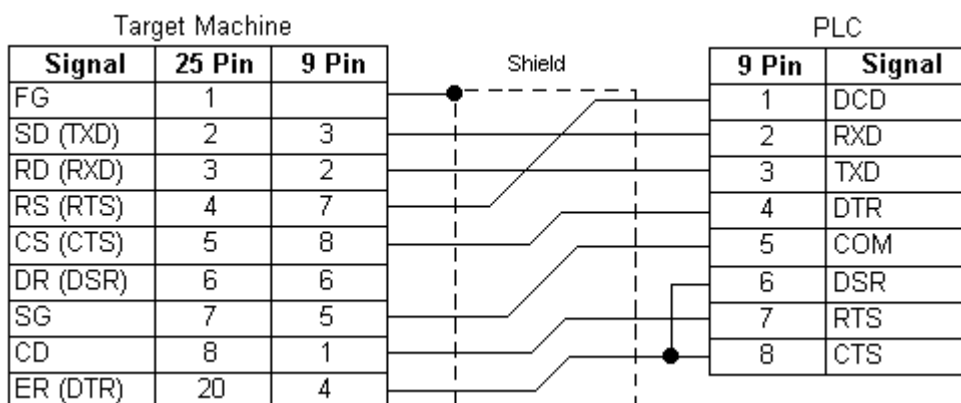 Target Machine
PLC
Signal 25 Pin 9 Pin
Shield
9 Pin Signal
FG 1
1 DCD
SD (TXD) 2 3
2 RXD
RD (RXD) 3 2
3 TXD
RS (RTS) 4 7
4 DTR
CS (CTS) 5 8
5 COM
DR (DSR) 6 6
6 DSR
SG 7 5
7 RTS
CD 8 1
8 CTS
ER (DTR) 20 4